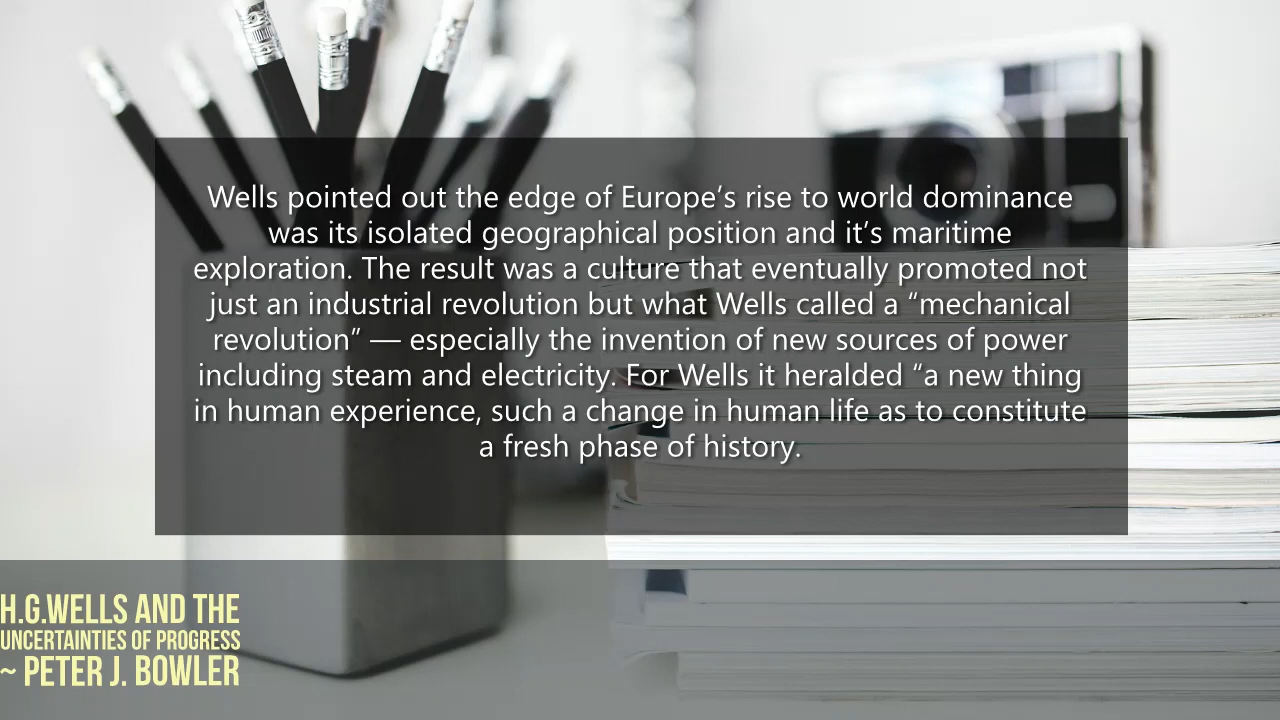 Wells pointed out the edge of Europe’s rise to world dominance
was its isolated geographical position and it’s maritime
exploration. The result was a culture that eventually promoted not
just an industrial revolution but what Wells called a “mechanical
revolution” — especially the invention of new sources of power
including steam and electricity. For Wells it heralded “a new thing
in human experience, such a change in human life as to constitute
a fresh phase of history.
H.G.WELLS AND THE
UNCERTAINTIES OF PROGRESS
~ PETER J. BOWLER